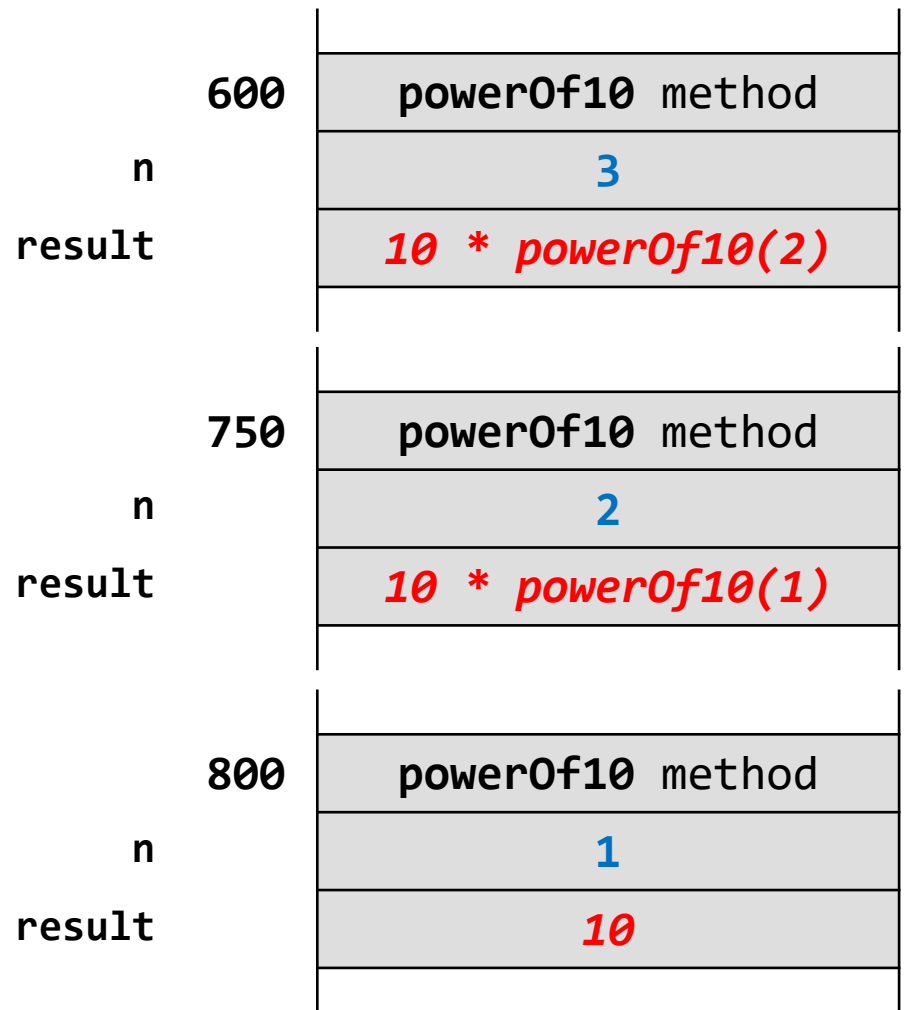 600 powerOf10 method
n 3
result 10 * powerOf10(2)
750 powerOf10 method
n 2
result 10 * powerOf10(1)
800 powerOf10 method
n 1
result 10